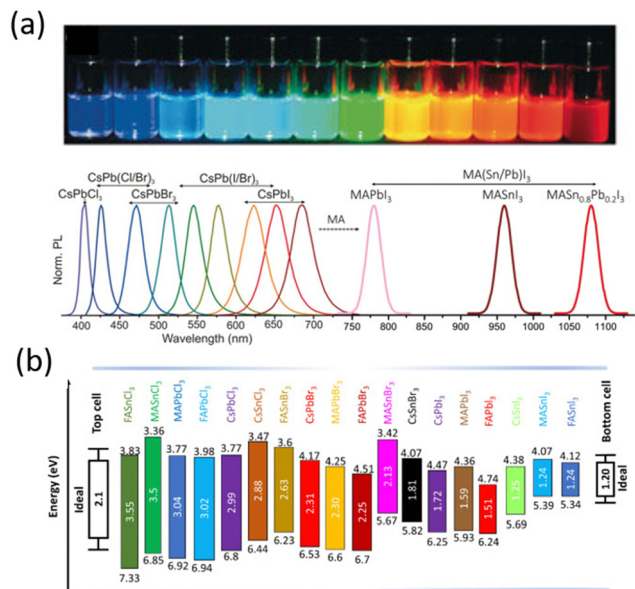 (a)
CsPb(Cl/Br)₃ CsPb(I/Br)₃ MA(Sn/Pb)I₃
CsPbCl₃ CsPbBr₃ CsPbI₃ MAPbI₃ MASnI₃ MASn₀.₈Pb₀.₂I₃
MA
Norm. PL
400 450 500 550 600 650 700 750 800 850 900 950 1000 1050 1100
Wavelength (nm)
(b)
Energy (eV)
Top cell
Ideal
2.1
FASnCl₃ MASnCl₃ MAPbCl₃ FAPbCl₃ CsPbCl₃ CsSnCl₃ FASnBr₃ CsPbBr₃ MAPbBr₃ FAPbBr₃ MASnBr₃ CsSnBr₃ CsPbI₃ MAPbI₃ FAPbI₃ CsSnI₃ MASnI₃ FASnI₃
Bottom cell
Ideal
1.20
3.83 3.36 3.77 3.98 3.77 3.47 3.6 4.17 4.25 4.51 3.42 4.07 4.47 4.36 4.74 4.38 4.07 4.12
3.55 3.5 3.04 3.02 2.99 2.88 2.63 2.31 2.30 2.25 2.13 1.81 1.72 1.59 1.51 1.25 1.24 1.24
7.33 6.85 6.92 6.94 6.8 6.44 6.23 6.53 6.6 6.7 5.67 5.82 6.25 5.93 6.24 5.69 5.39 5.34